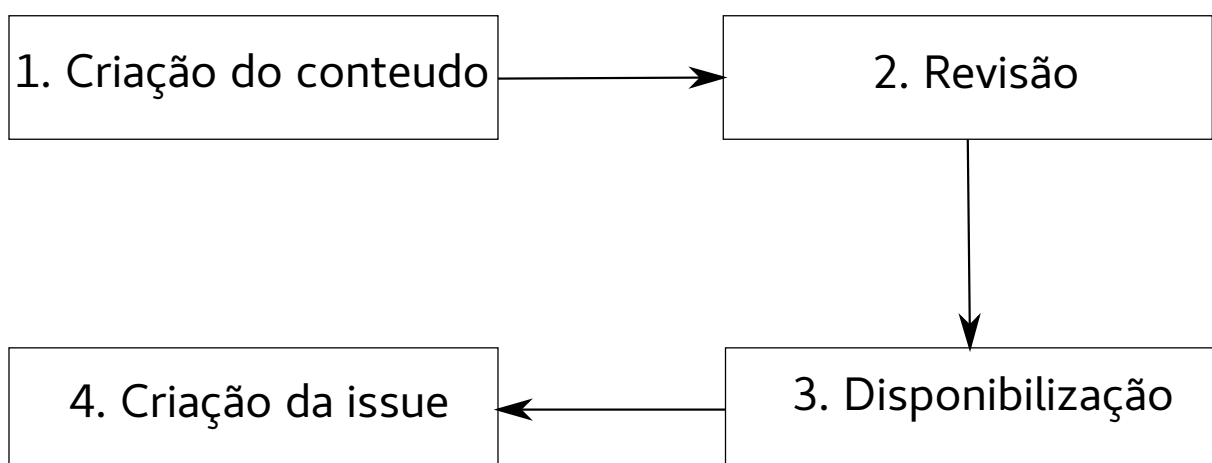 1. Criação do conteudo
2. Revisão
3. Disponibilização
4. Criação da issue